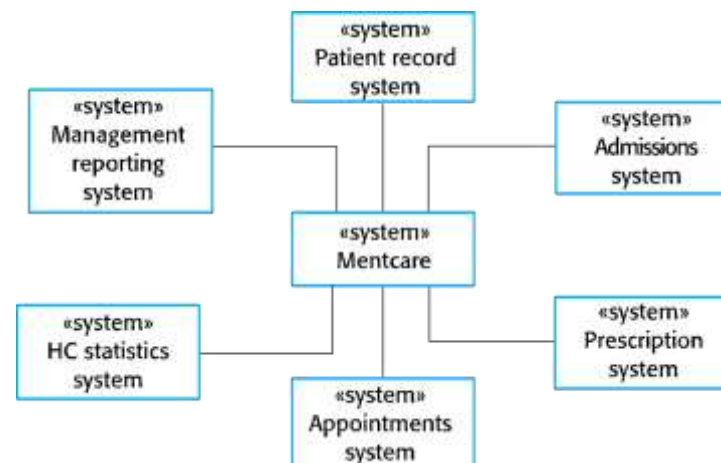 «system»
Patient record
system
«system»
Management
reporting
system
«system»
Admissions
system
«system»
Mentcare
«system»
HC statistics
system
«system»
Prescription
system
«system»
Appointments
system